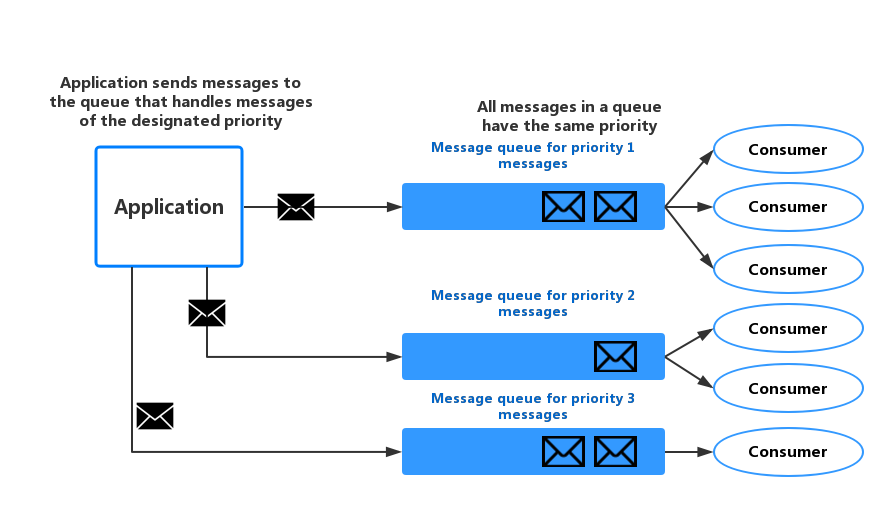 Application sends messages to
the queue that handles messages
of the designated priority
Application
All messages in a queue
have the same priority
Message queue for priority 1
messages
Consumer
Consumer
Consumer
Message queue for priority 2
messages
Consumer
Consumer
Message queue for priority 3
messages
Consumer